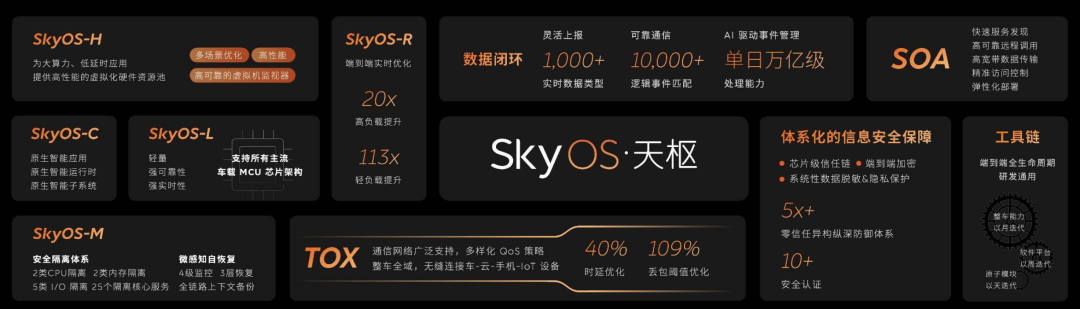 SkyOS-H
为大算力、低延时应用
提供高性能的虚拟化硬件资源池
多场景优化
高性能
高可靠的虚拟机监视器
SkyOS-R
端到端实时优化
20x
高负载提升
113x
轻负载提升
数据闭环
灵活上报
1,000+
实时数据类型
可靠通信
10,000+
逻辑事件匹配
AI 驱动事件管理
单日万亿级
处理能力
SOA
快速服务发现
高可靠远程调用
高宽带数据传输
精准访问控制
弹性化部署
SkyOS-C
原生智能应用
原生智能运行时
原生智能子系统
SkyOS-L
轻量
强可靠性
强实时性
支持所有主流
车载 MCU 芯片架构
SkyOS·天枢
体系化的信息安全保障
芯片级信任链
端到端加密
系统性数据脱敏&隐私保护
5x+
零信任异构纵深防御体系
10+
安全认证
工具链
端到端全生命周期
研发通用
整车能力
以月迭代
软件平台
以周迭代
原子模块
以天迭代
SkyOS-M
安全隔离体系
2类CPU隔离 2类内存隔离
5类 I/O 隔离 25个隔离核心服务
微感知自恢复
4级监控 3层恢复
全链路上下文备份
TOX
通信网络广泛支持，多样化 QoS 策略
整车全域，无缝连接车-云-手机-IoT 设备
40%
时延优化
109%
丢包阈值优化